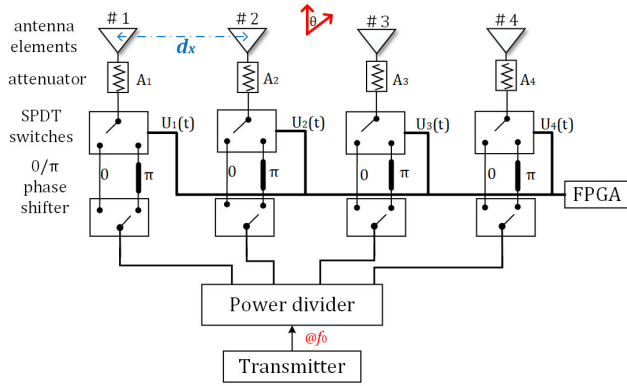 antenna
elements
# 1
# 2
θ
# 3
# 4
dx
attenuator
A1
A2
A3
A4
SPDT
switches
U1(t)
U2(t)
U3(t)
U4(t)
0/π
phase
shifter
0
π
0
π
0
π
0
π
FPGA
Power divider
@f0
Transmitter